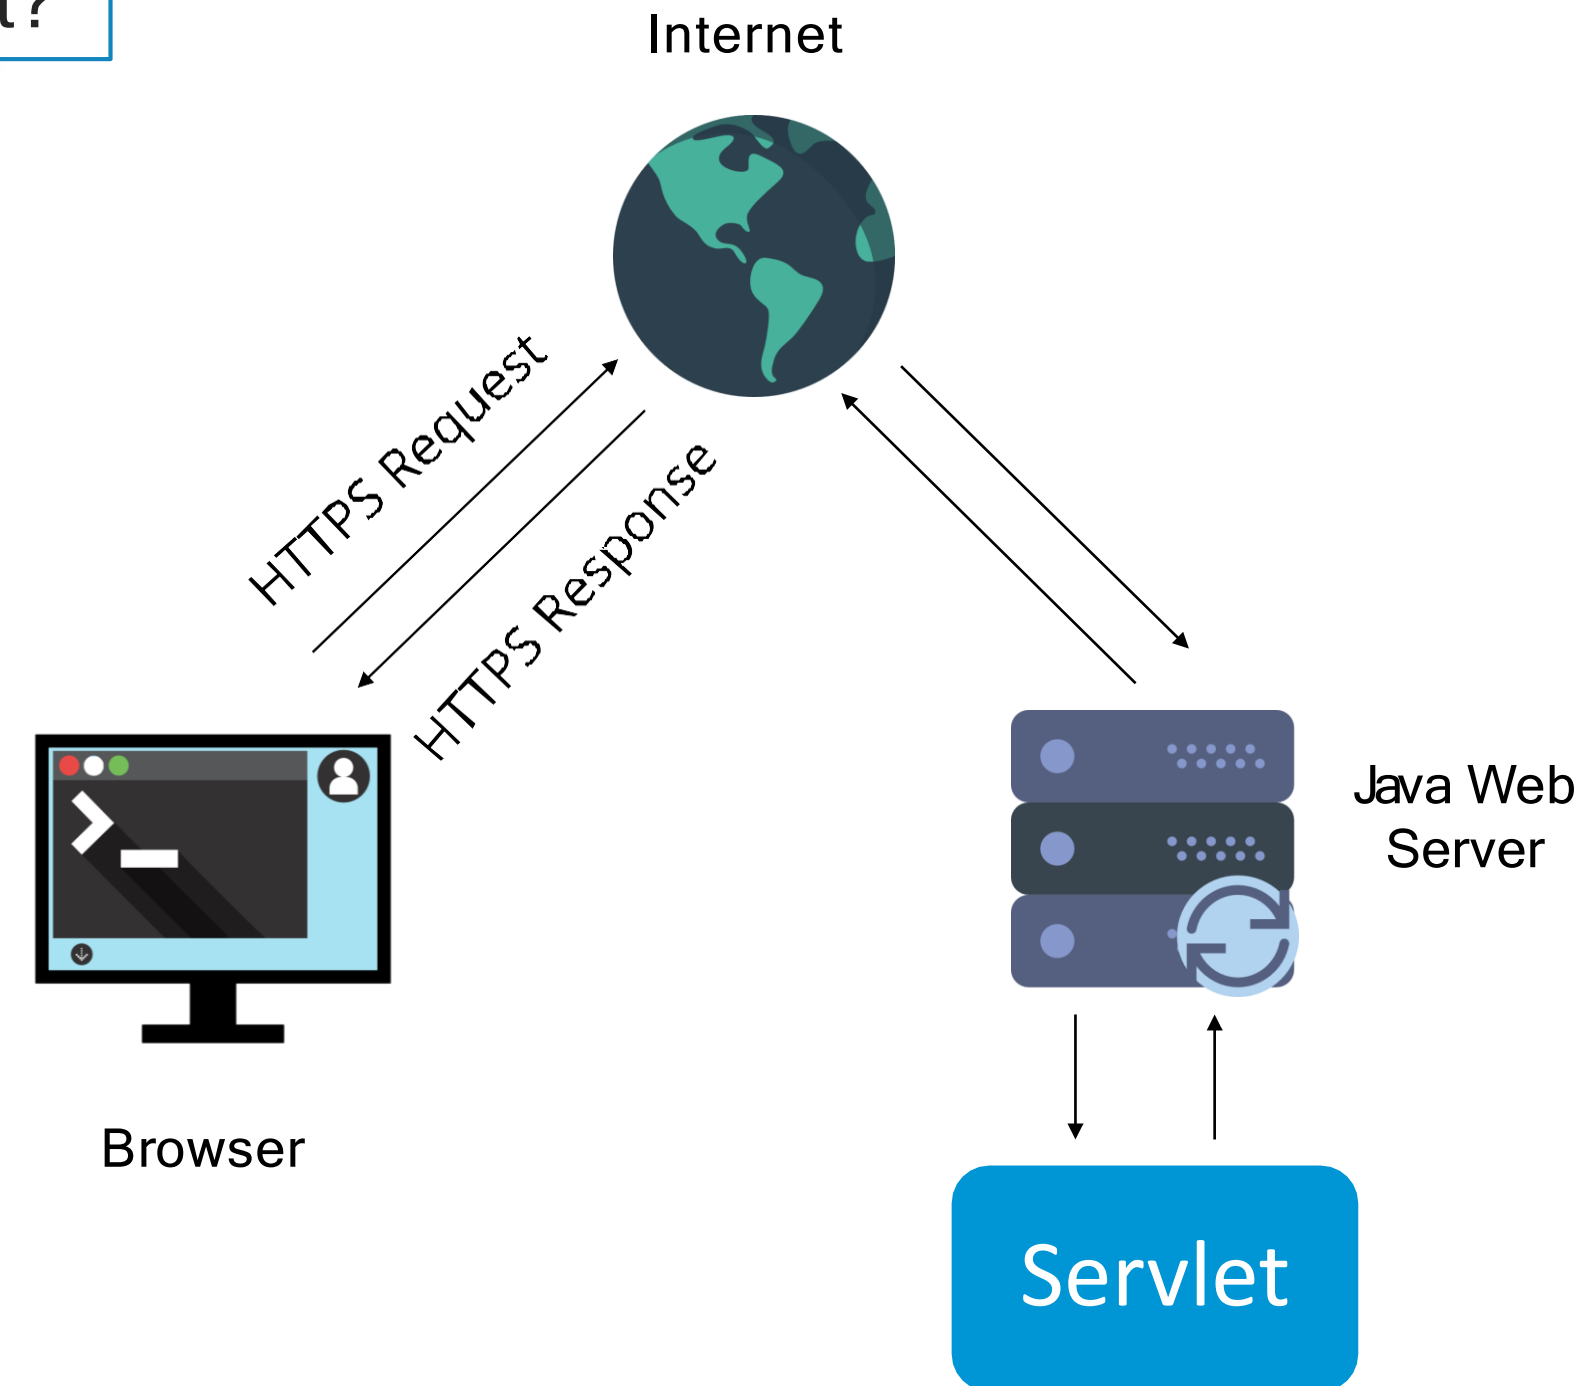 t?
Internet
HTTPS Request
HTTPS Response
Java Web
Server
Browser
Servlet